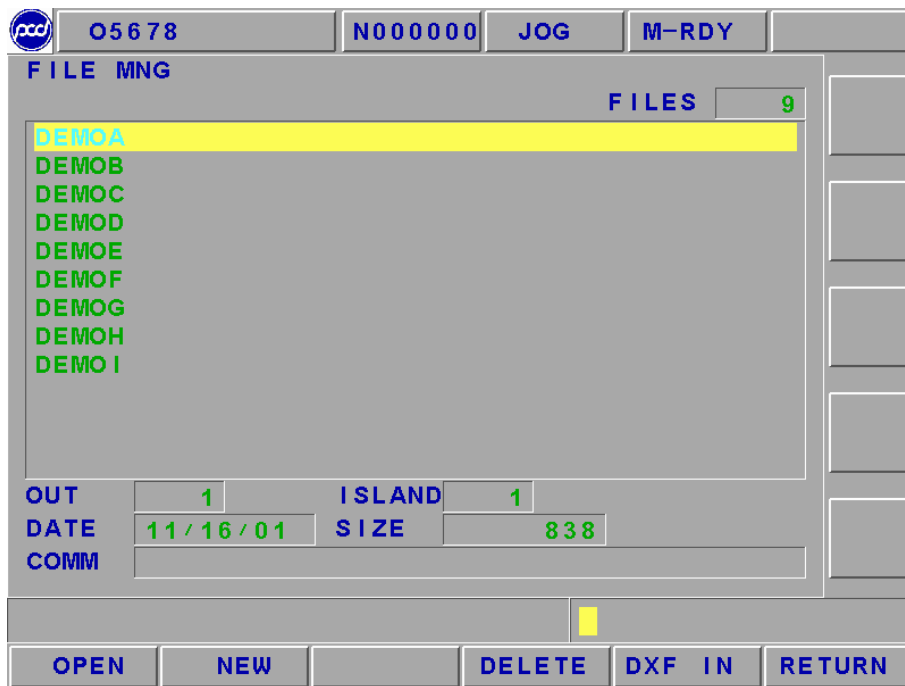 pcd O5678 N000000 JOG M-RDY
FILE MNG
FILES 9
DEMOA
DEMOB
DEMOC
DEMOD
DEMOE
DEMOF
DEMOG
DEMOH
DEMOI
OUT 1 ISLAND 1
DATE 11/16/01 SIZE 838
COMM
OPEN NEW DELETE DXF IN RETURN